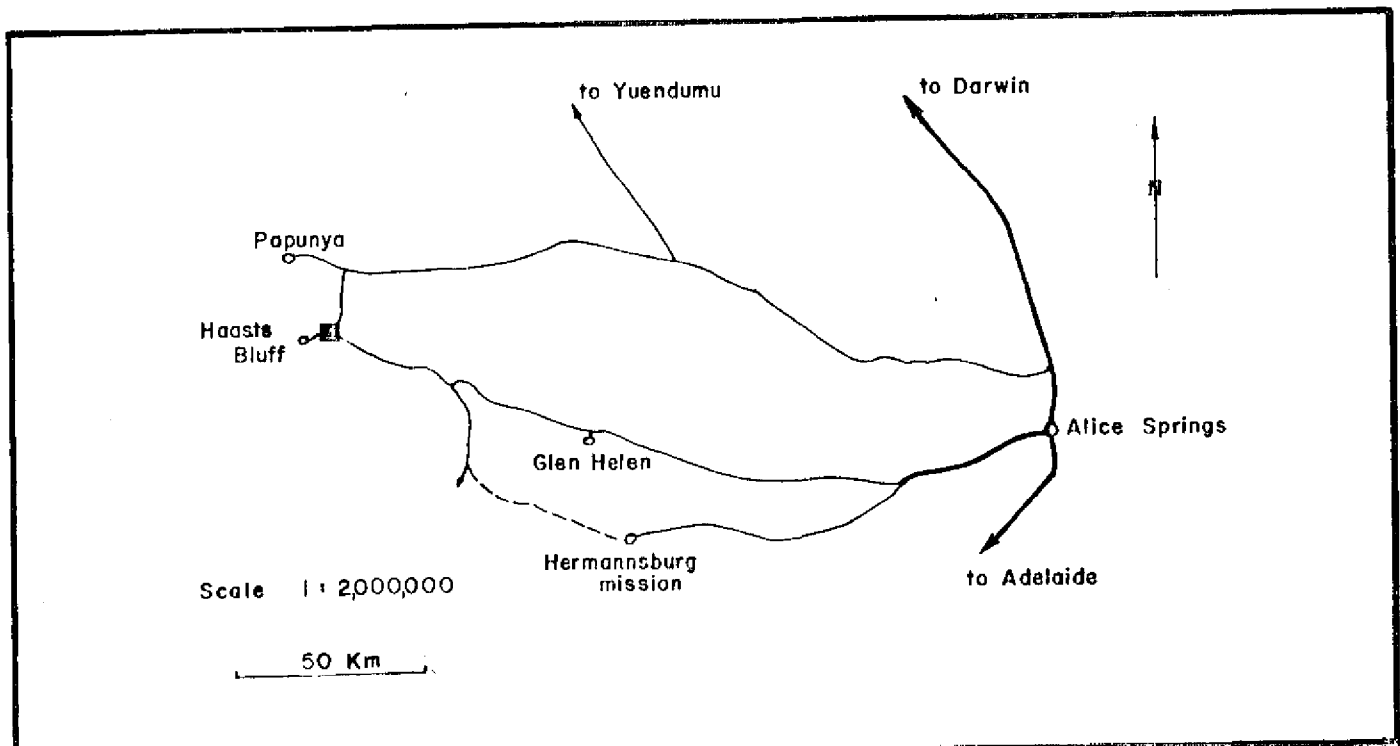 to Yuendumu
to Darwin
N
Papunya
Haasts
Bluff
Alice Springs
Glen Helen
Hermannsburg
mission
to Adelaide
Scale 1 : 2,000,000
50 Km